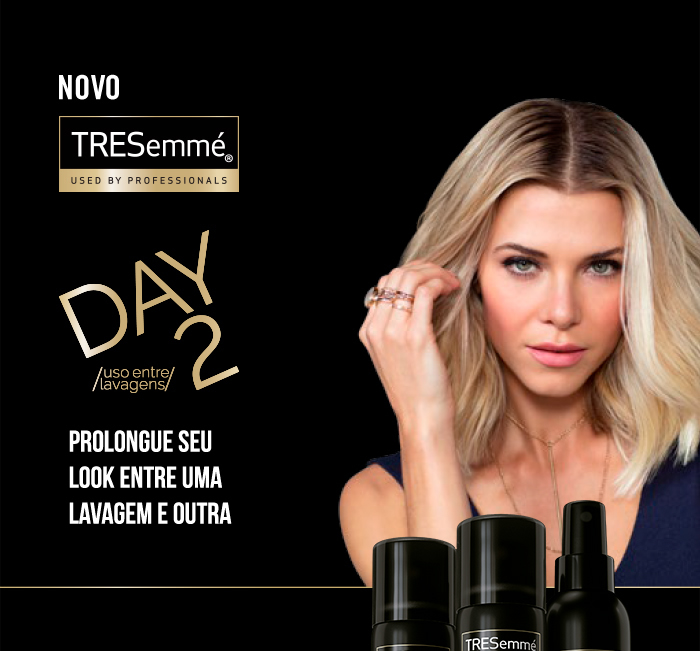 NOVO
TRESemmé®
USED BY PROFESSIONALS
DAY
2
/uso entre/
/lavagens/
PROLONGUE SEU
LOOK ENTRE UMA
LAVAGEM E OUTRA
TRESemmé